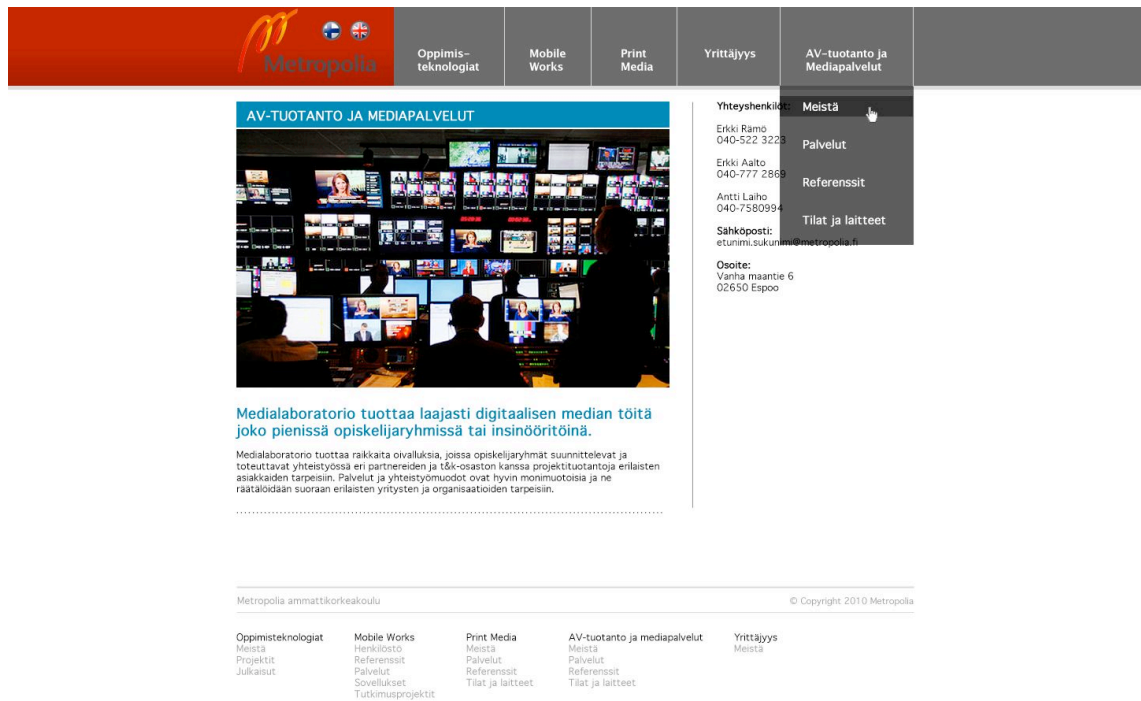 Metropolia
Oppimis-
teknologiat
Mobile
Works
Print
Media
Yrittäjyys
AV-tuotanto ja
Mediapalvelut
Meistä
Palvelut
Referenssit
Tilat ja laitteet
AV-TUOTANTO JA MEDIAPALVELUT
Medialaboratorio tuottaa laajasti digitaalisen median töitä
joko pienissä opiskelijaryhmissä tai insinööritöinä.
Medialaboratorio tuottaa raikkaita oivalluksia, joissa opiskelijaryhmät suunnittelevat ja
toteuttavat yhteistyössä eri partnereiden ja t&k-osaston kanssa projektituotantoja erilaisten
asiakkaiden tarpeisiin. Palvelut ja yhteistyömuodot ovat hyvin monimuotoisia ja ne
räätälöidään suoraan erilaisten yritysten ja organisaatioiden tarpeisiin.
Yhteyshenkilöt:
Erkki Rämö
040-522 3223
Erkki Aalto
040-777 2869
Antti Laiho
040-7580994
Sähköposti:
etunimi.sukunimi@metropolia.fi
Osoite:
Vanha maantie 6
02650 Espoo
Metropolia ammattikorkeakoulu
© Copyright 2010 Metropolia
Oppimisteknologiat
Meistä
Projektit
Julkaisut
Mobile Works
Henkilöstö
Referenssit
Palvelut
Sovellukset
Tutkimusprojektit
Print Media
Meistä
Palvelut
Referenssit
Tilat ja laitteet
AV-tuotanto ja mediapalvelut
Meistä
Palvelut
Referenssit
Tilat ja laitteet
Yrittäjyys
Meistä